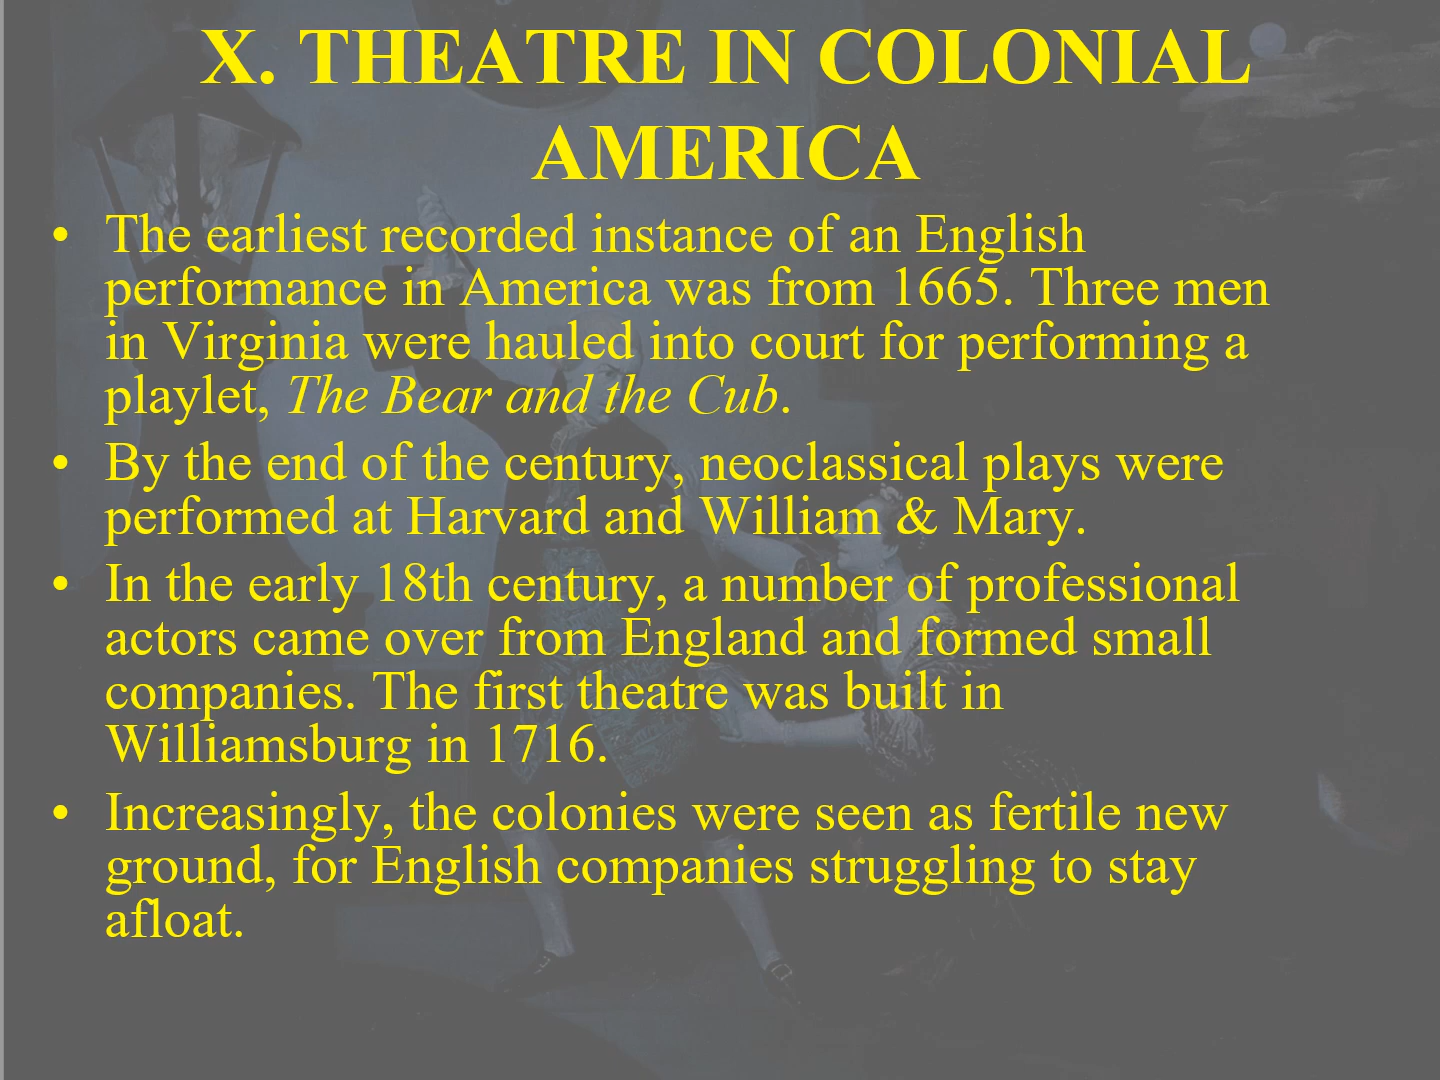 X. THEATRE IN COLONIAL
AMERICA
• The earliest recorded instance of an English
performance in America was from 1665. Three men
in Virginia were hauled into court for performing a
playlet, The Bear and the Cub.
• By the end of the century, neoclassical plays were
performed at Harvard and William & Mary.
• In the early 18th century, a number of professional
actors came over from England and formed small
companies. The first theatre was built in
Williamsburg in 1716.
• Increasingly, the colonies were seen as fertile new
ground, for English companies struggling to stay
afloat.